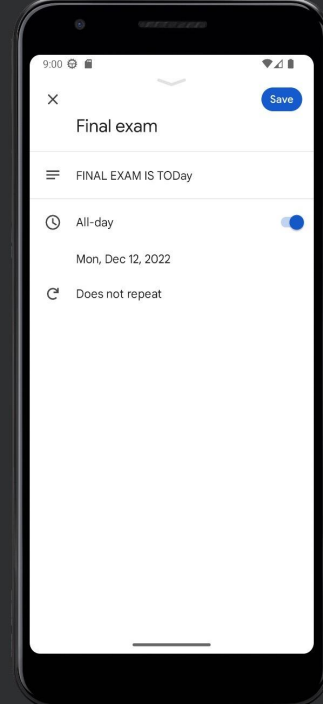 9:00
Save
Final exam
FINAL EXAM IS TODay
All-day
Mon, Dec 12, 2022
Does not repeat